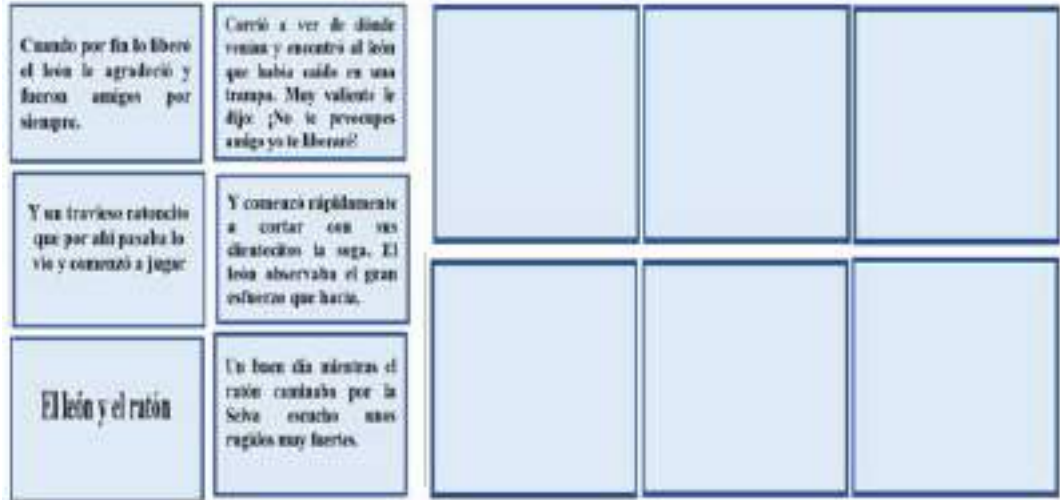 Cuando por fin lo liberó
el león le agradeció y
fueron amigos por
siempre.
Corrió a ver de dónde
venían y encontró al león
que había caído en una
trampa. Muy valiente le
dijo: ¡No te preocupes
amigo yo te liberaré!
Y un travieso ratoncito
que por ahí pasaba lo
vio y comenzó a jugar
Y comenzó rápidamente
a cortar con sus
dientecitos la soga. El
león observaba el gran
esfuerzo que hacía.
El león y el ratón
Un buen día mientras el
ratón caminaba por la
Selva escucho unos
rugidos muy fuertes.